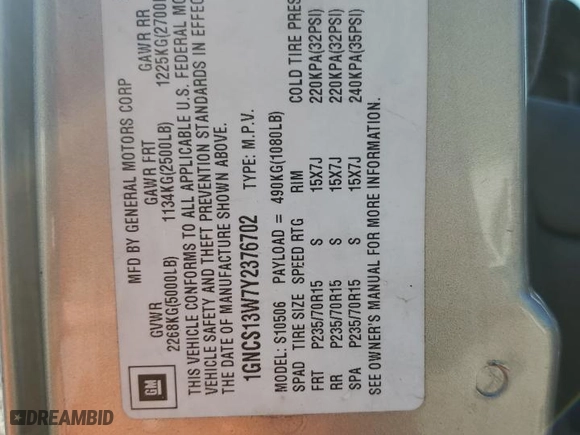 MFD BY GENERAL MOTORS CORP
GVWR GAWR FRT GAWR RR
2268KG(5000LB) 1134KG(2500LB) 1225KG(2700LB
THIS VEHICLE CONFORMS TO ALL APPLICABLE U.S. FEDERAL
VEHICLE SAFETY AND THEFT PREVENTION STANDARDS IN EFFEC
THE DATE OF MANUFACTURE SHOWN ABOVE.
1GNCS13W7Y2376702 TYPE: M.P.V.
MODEL: S10506 PAYLOAD = 490KG(1080LB)
SPAD TIRE SIZE SPEED RTG RIM COLD TIRE PRES
FRT P235/70R15 S 15X7J 220KPA(32PSI)
RR P235/70R15 S 15X7J 220KPA(32PSI)
SPA P235/70R15 S 15X7J 240KPA(35PSI)
SEE OWNER'S MANUAL FOR MORE INFORMATION.
GM
DREAMBID